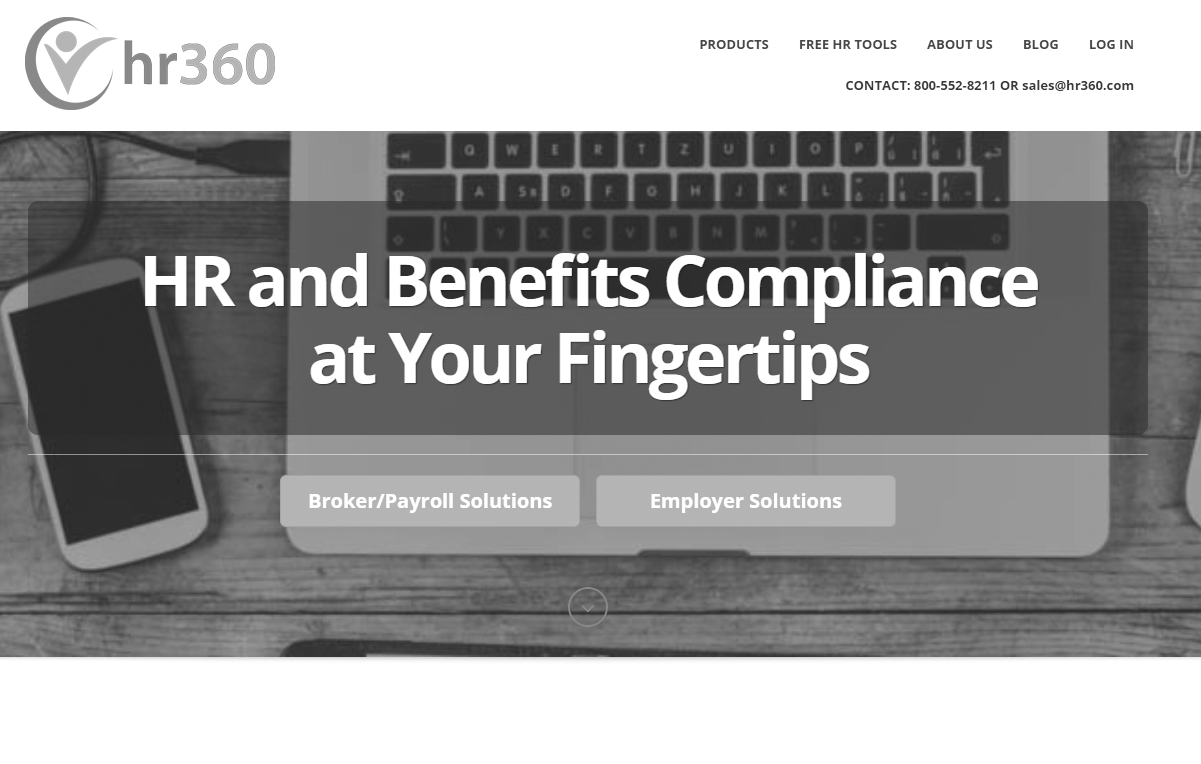 hr360
PRODUCTS FREE HR TOOLS ABOUT US BLOG LOG IN
CONTACT: 800-552-8211 OR sales@hr360.com
Q W E R T Z U I O P
A S D F G H J K L
Y X C V B N M
HR and Benefits Compliance
at Your Fingertips
Broker/Payroll Solutions Employer Solutions